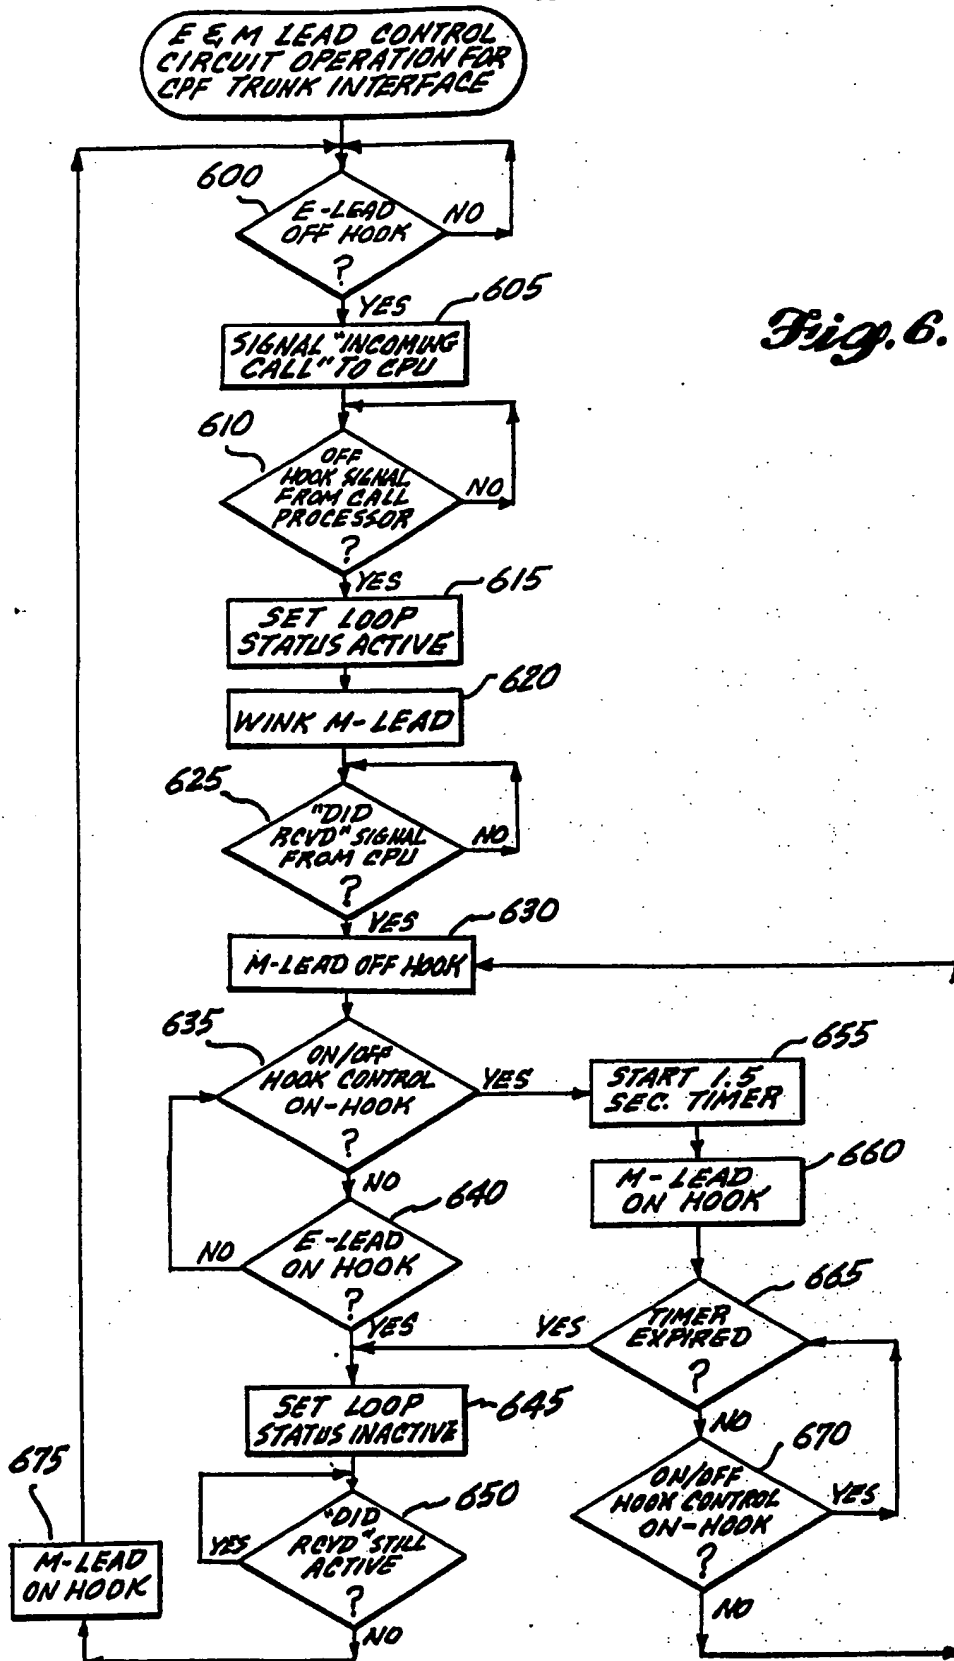 E & M LEAD CONTROL
CIRCUIT OPERATION FOR
CPF TRUNK INTERFACE
600
E-LEAD
OFF HOOK
?
NO
YES
605
SIGNAL "INCOMING
CALL" TO CPU
Fig. 6.
610
OFF
HOOK SIGNAL
FROM CALL
PROCESSOR
?
NO
YES
615
SET LOOP
STATUS ACTIVE
620
WINK M-LEAD
625
"DID
RCVD" SIGNAL
FROM CPU
?
NO
YES
630
M-LEAD OFF HOOK
635
ON/OFF
HOOK CONTROL
ON-HOOK
?
YES
NO
655
START 1.5
SEC. TIMER
660
M-LEAD
ON HOOK
640
E-LEAD
ON HOOK
?
NO
YES
665
TIMER
EXPIRED
?
YES
NO
645
SET LOOP
STATUS INACTIVE
670
ON/OFF
HOOK CONTROL
ON-HOOK
?
YES
NO
650
"DID
RCVD" STILL
ACTIVE
?
YES
NO
675
M-LEAD
ON HOOK